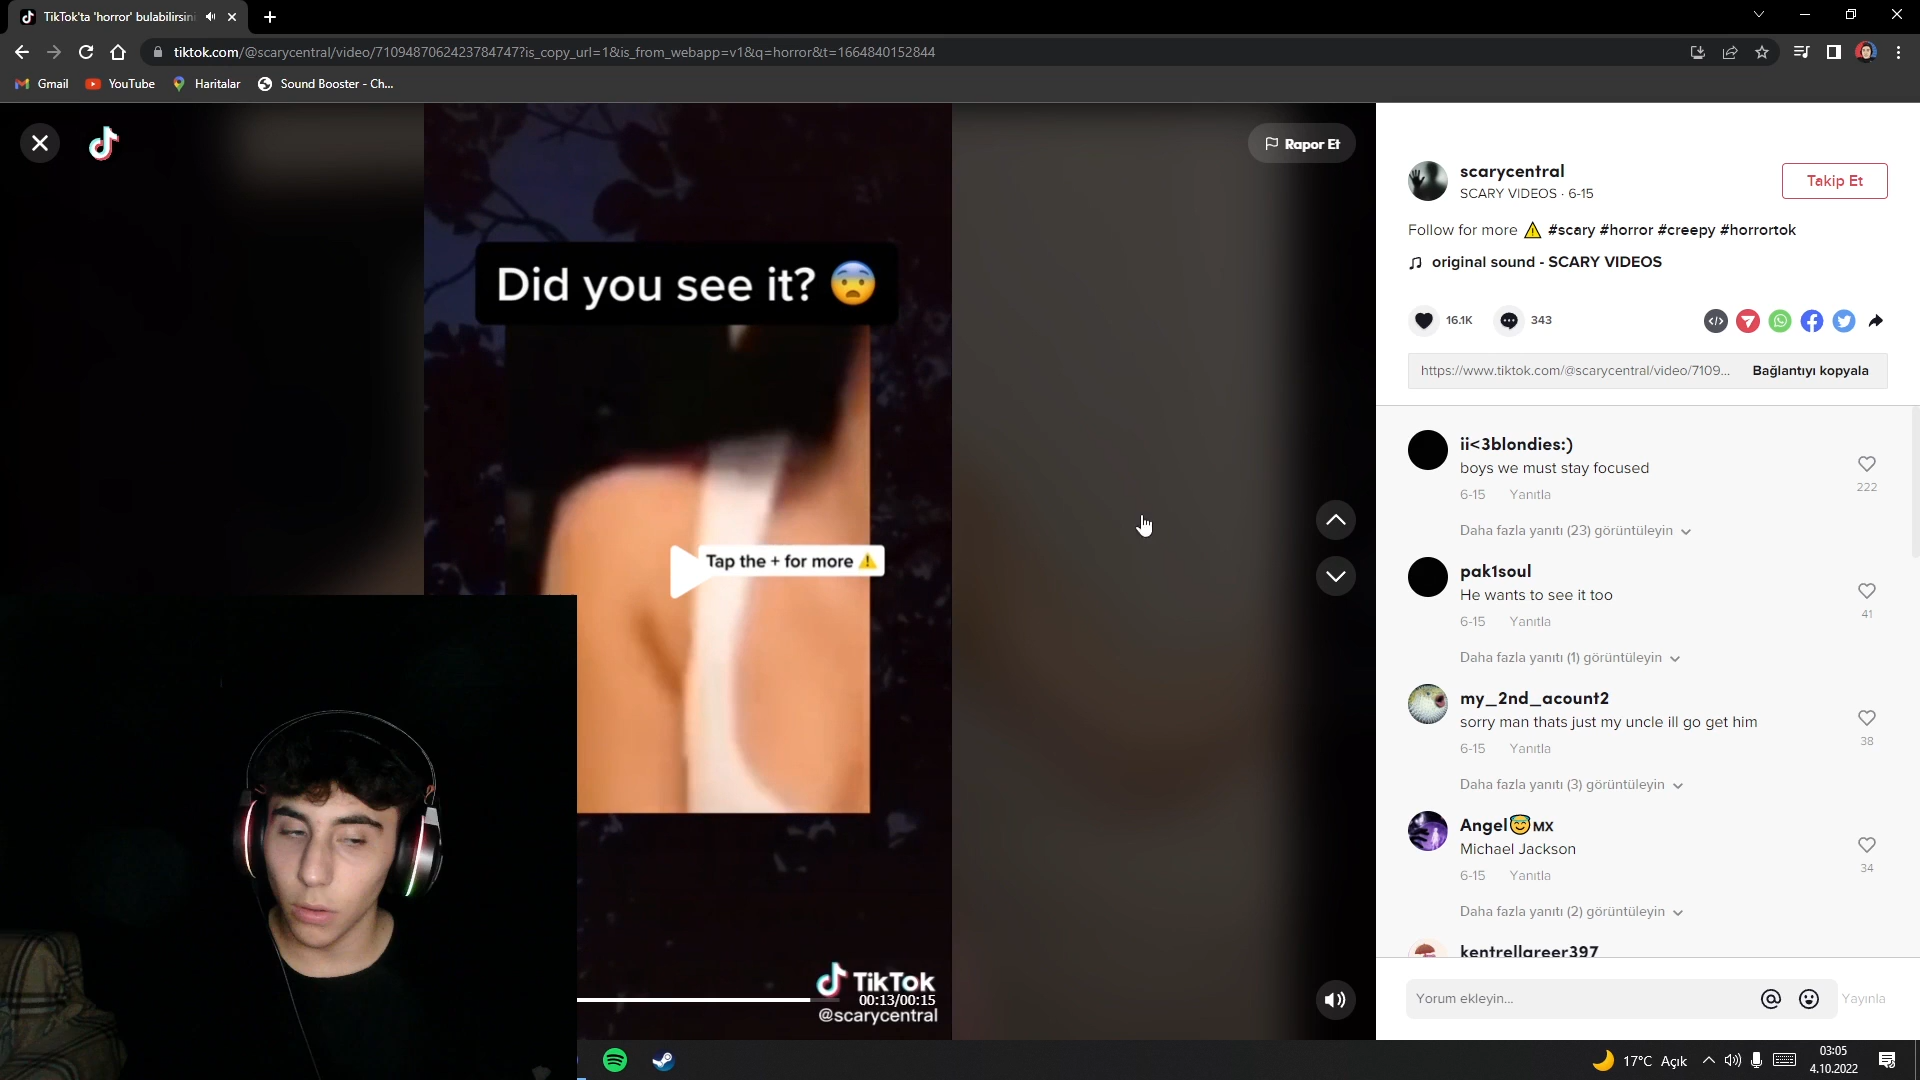 TikTok'ta 'horror' bulabilirsin
tiktok.com/@scarycentral/video/7109487062423784747?is_copy_url=1&is_from_webapp=v1&q=horror&t=1664840152844
Gmail
YouTube
Haritalar
Sound Booster - Ch...
Rapor Et
Did you see it? 😨
Tap the + for more ⚠️
TikTok
00:13/00:15
@scarycentral
scarycentral
SCARY VIDEOS · 6-15
Takip Et
Follow for more ⚠️ #scary #horror #creepy #horrortok
original sound - SCARY VIDEOS
16.1K
343
https://www.tiktok.com/@scarycentral/video/7109...
Bağlantıyı kopyala
ii<3blondies:)
boys we must stay focused
6-15 Yanıtla
222
Daha fazla yanıtı (23) görüntüleyin
pak1soul
He wants to see it too
6-15 Yanıtla
41
Daha fazla yanıtı (1) görüntüleyin
my_2nd_acount2
sorry man thats just my uncle ill go get him
6-15 Yanıtla
38
Daha fazla yanıtı (3) görüntüleyin
Angel😇MX
Michael Jackson
6-15 Yanıtla
34
Daha fazla yanıtı (2) görüntüleyin
kentrellgreer397
Yorum ekleyin...
Yayınla
17°C Açık
03:05
4.10.2022